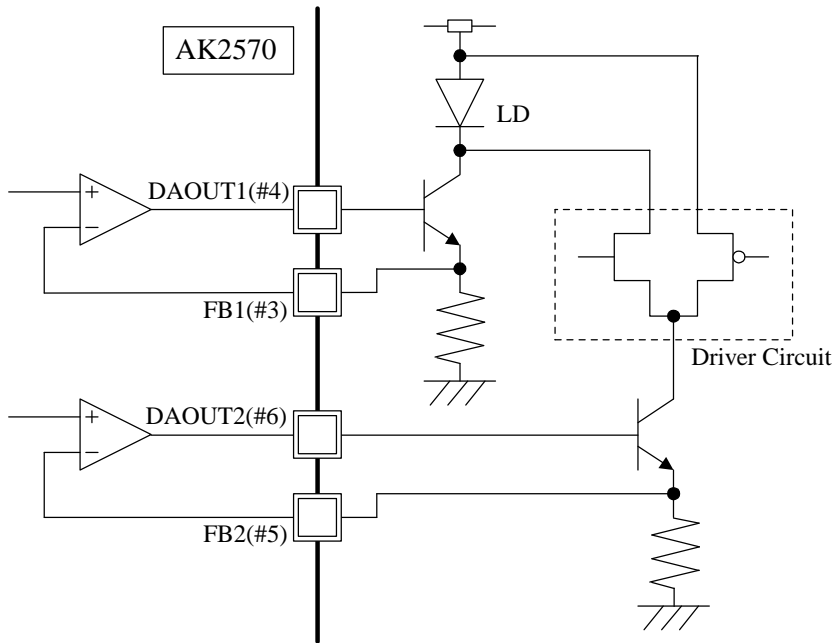 AK2570
LD
DAOUT1(#4)
+
−
FB1(#3)
Driver Circuit
DAOUT2(#6)
+
−
FB2(#5)